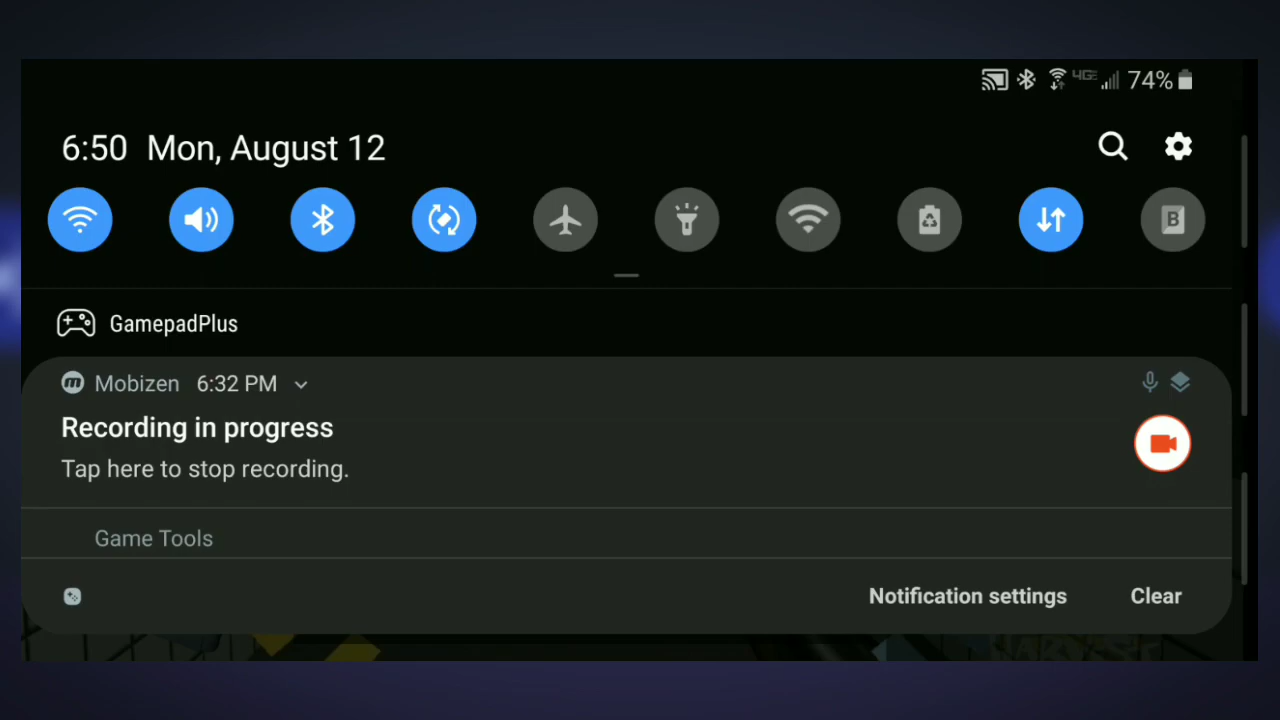 4GE 74%
6:50 Mon, August 12
B
GamepadPlus
m Mobizen 6:32 PM
Recording in progress
Tap here to stop recording.
Game Tools
Notification settings Clear